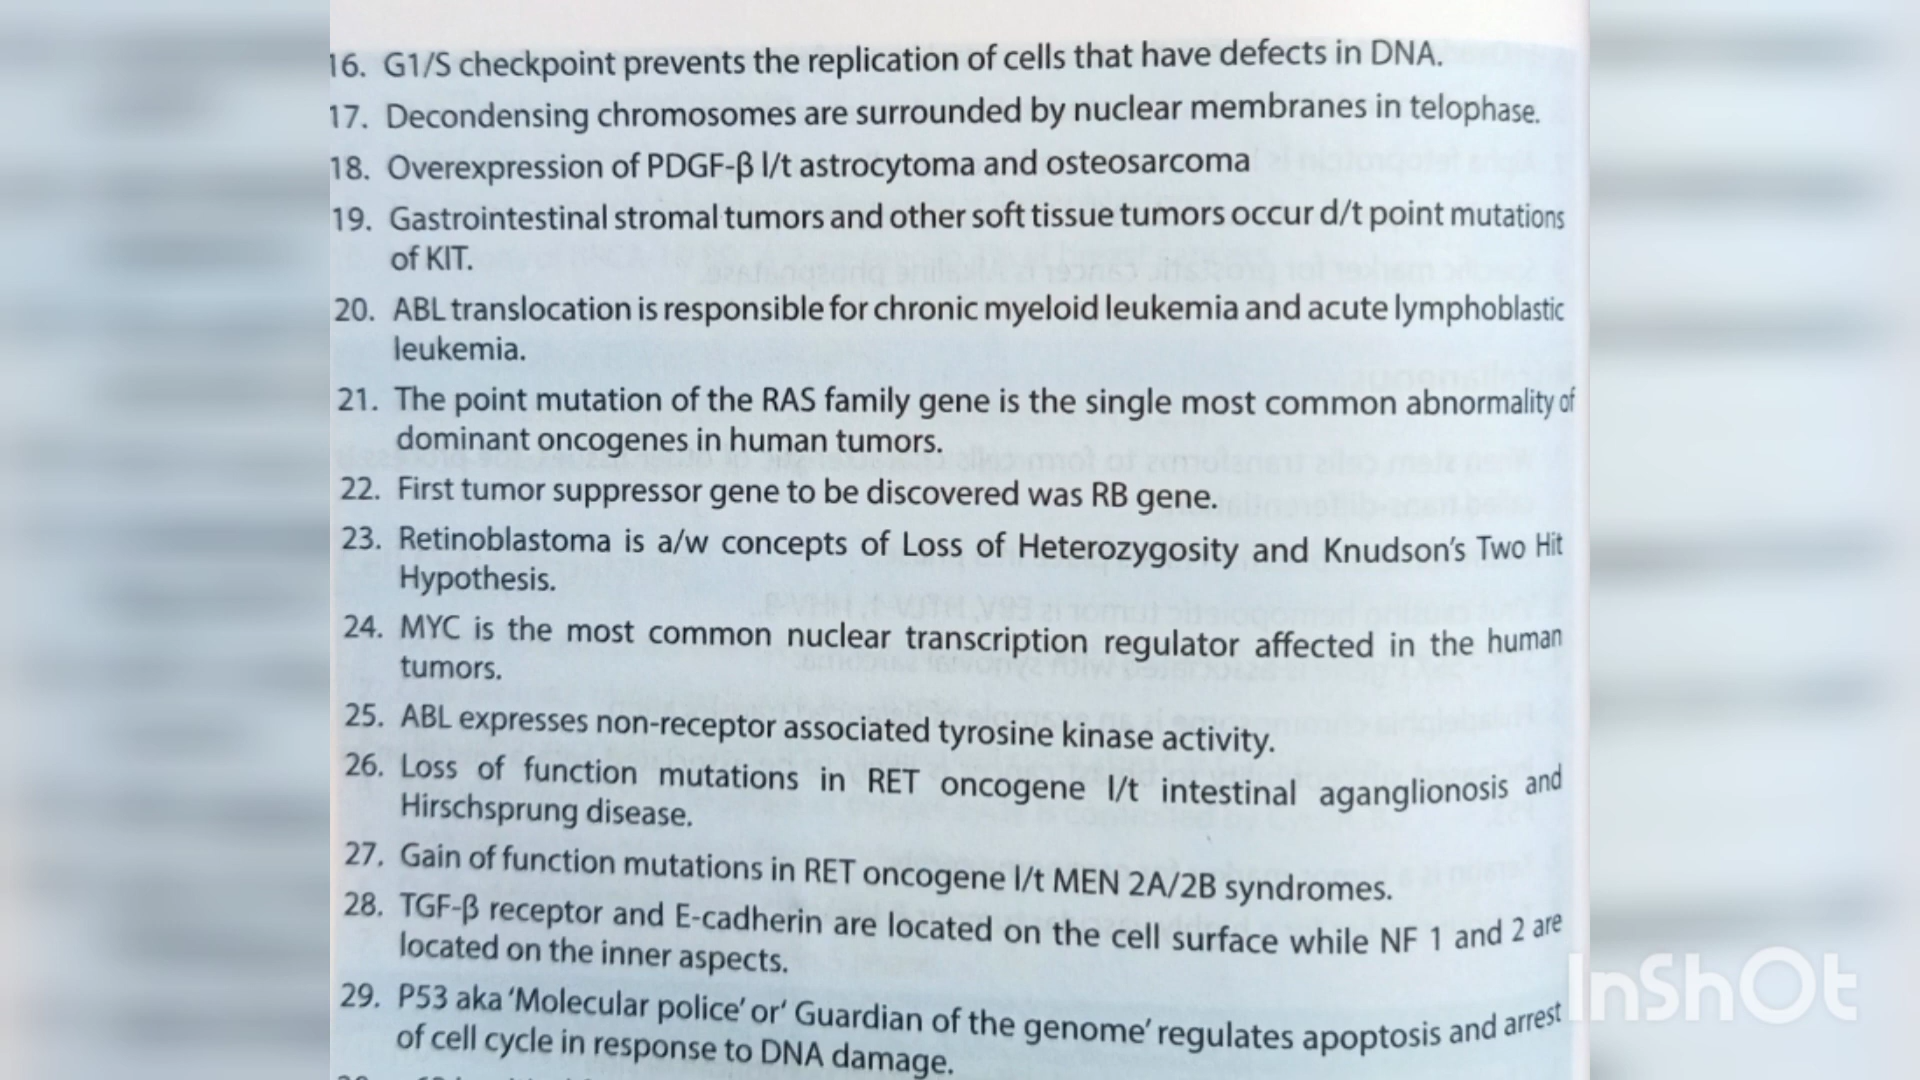 16. G1/S checkpoint prevents the replication of cells that have defects in DNA.
17. Decondensing chromosomes are surrounded by nuclear membranes in telophase.
18. Overexpression of PDGF-β l/t astrocytoma and osteosarcoma
19. Gastrointestinal stromal tumors and other soft tissue tumors occur d/t point mutations
of KIT.
20. ABL translocation is responsible for chronic myeloid leukemia and acute lymphoblastic
leukemia.
21. The point mutation of the RAS family gene is the single most common abnormality of
dominant oncogenes in human tumors.
22. First tumor suppressor gene to be discovered was RB gene.
23. Retinoblastoma is a/w concepts of Loss of Heterozygosity and Knudson's Two Hit
Hypothesis.
24. MYC is the most common nuclear transcription regulator affected in the human
tumors.
25. ABL expresses non-receptor associated tyrosine kinase activity.
26. Loss of function mutations in RET oncogene l/t intestinal aganglionosis and
Hirschsprung disease.
27. Gain of function mutations in RET oncogene l/t MEN 2A/2B syndromes.
28. TGF-β receptor and E-cadherin are located on the cell surface while NF 1 and 2 are
located on the inner aspects.
29. P53 aka 'Molecular police' or' Guardian of the genome' regulates apoptosis and arrest
of cell cycle in response to DNA damage.
InShOt